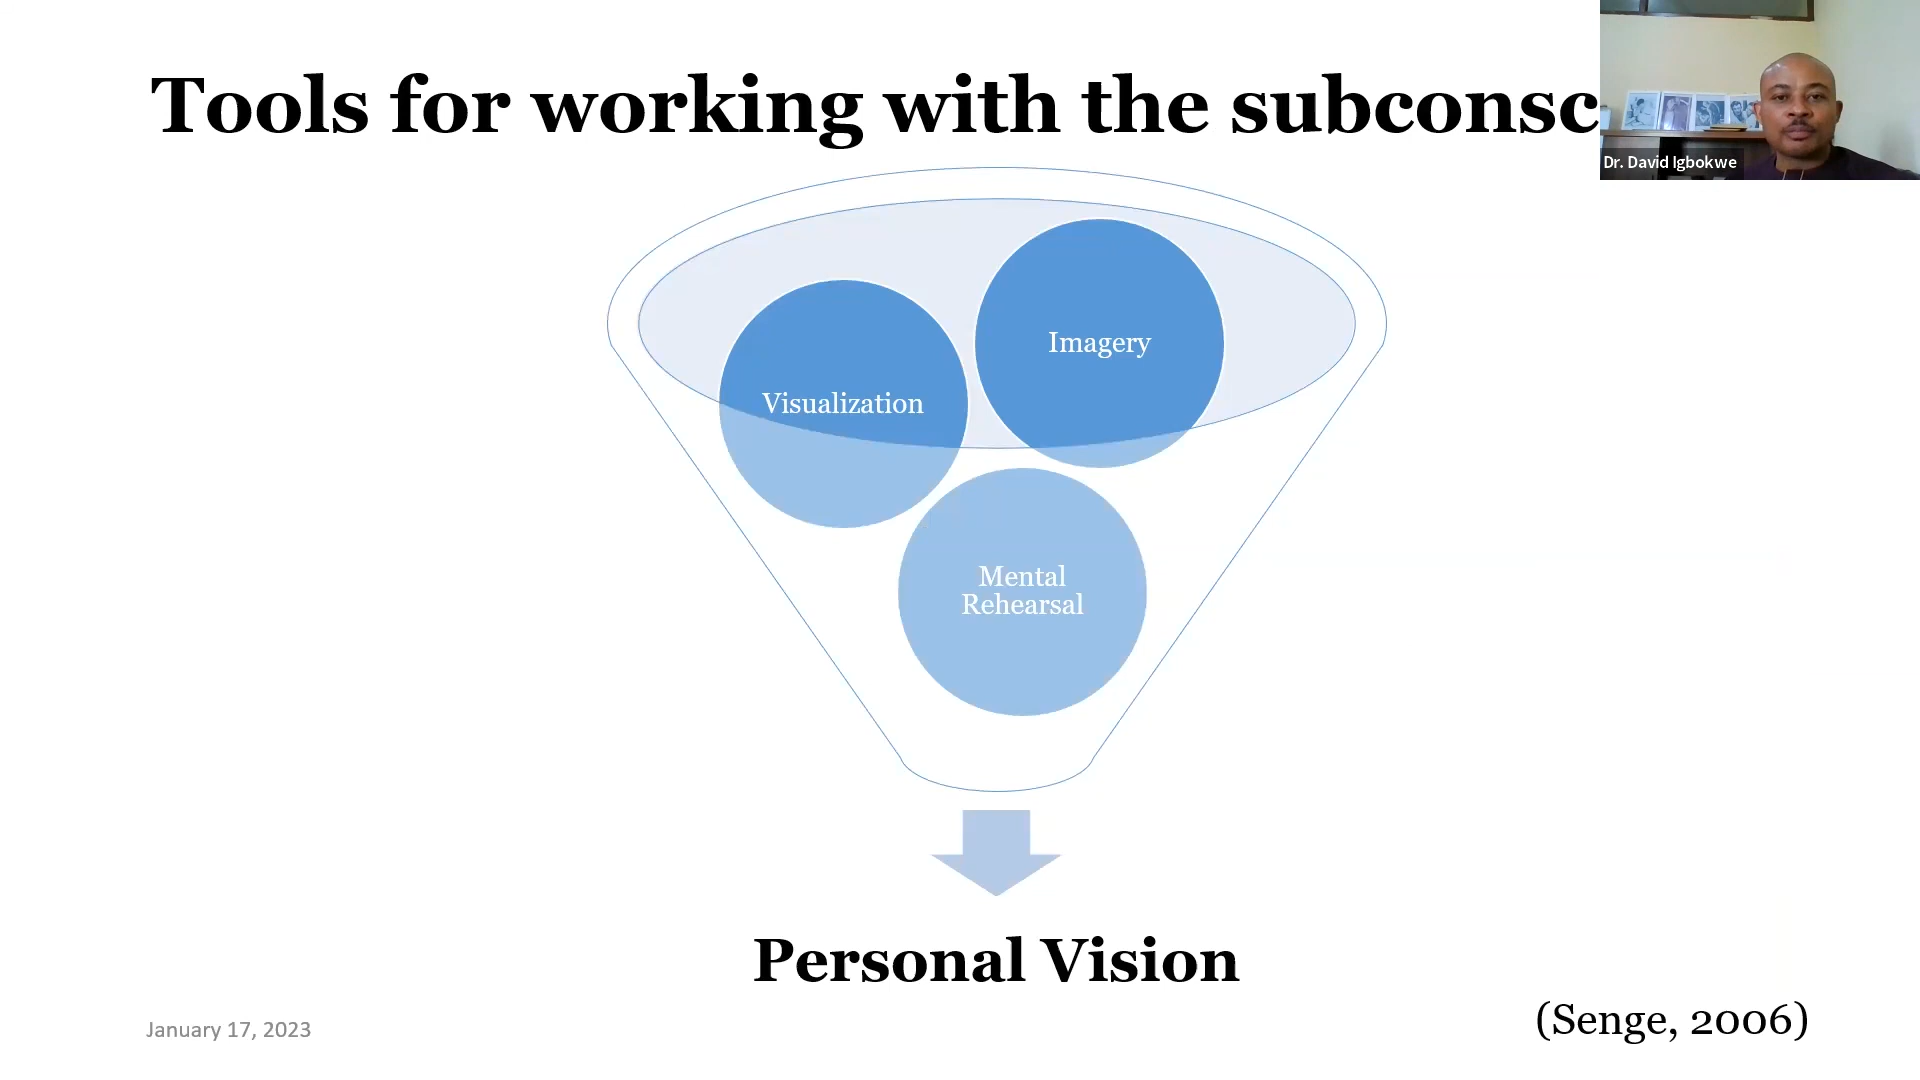 Tools for working with the subconsc
Dr. David Igbokwe
Imagery
Visualization
Mental
Rehearsal
Personal Vision
(Senge, 2006)
January 17, 2023